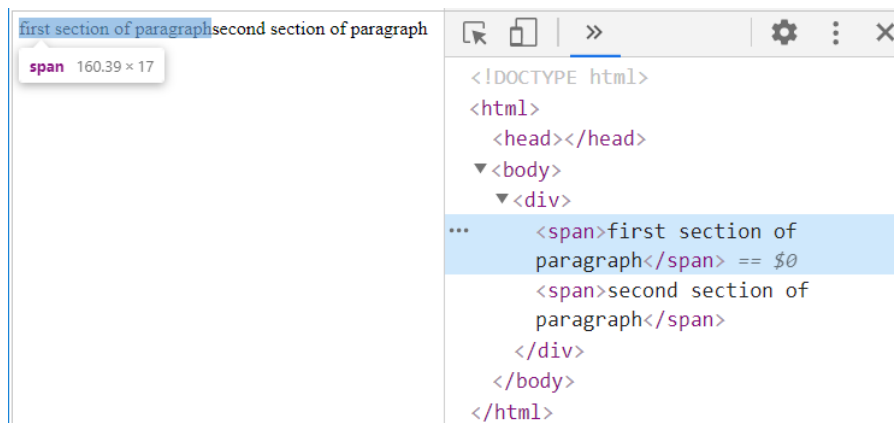 first section of paragraphsecond section of paragraph
span 160.39 × 17
<!DOCTYPE html>
<html>
<head></head>
<body>
<div>
<span>first section of
paragraph</span> == $0
<span>second section of
paragraph</span>
</div>
</body>
</html>